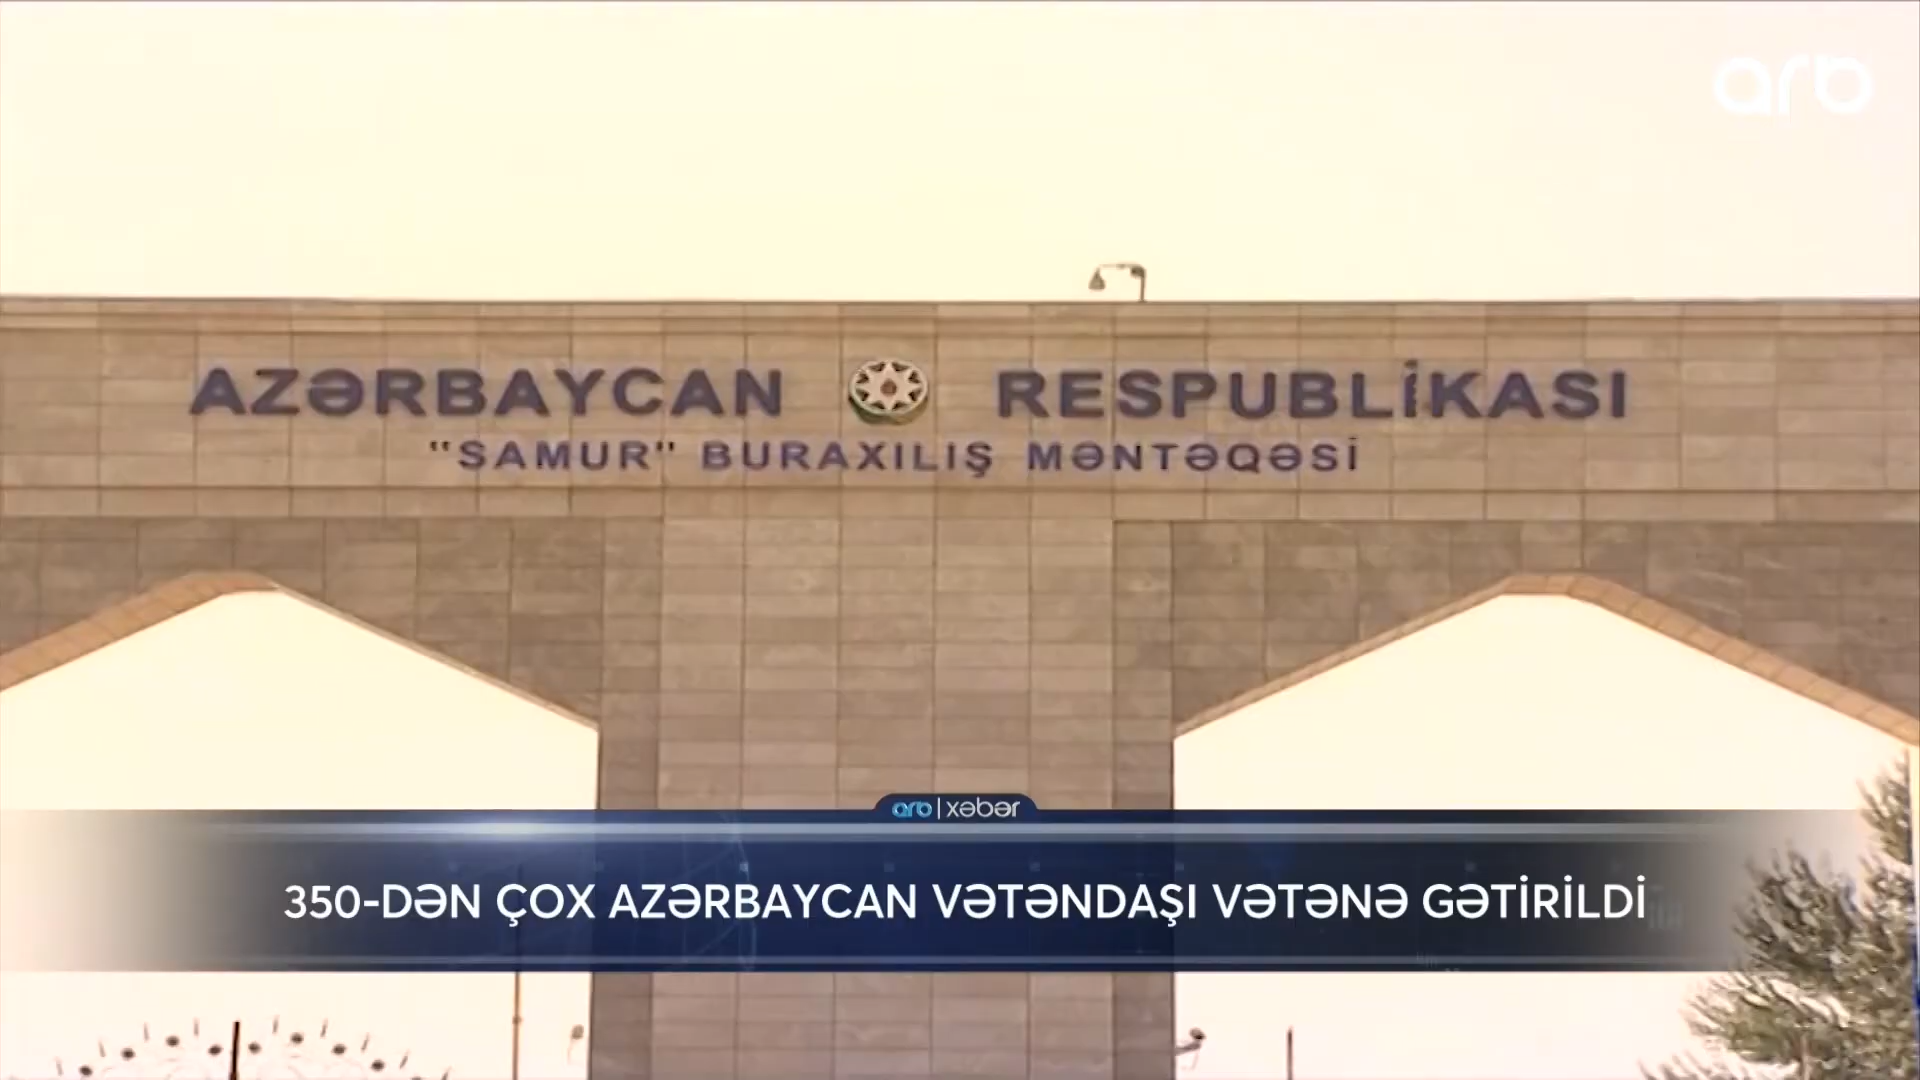 arb
AZƏRBAYCAN RESPUBLİKASI
"SAMUR" BURAXILIŞ MƏNTƏQƏSİ
arb | xəbər
350-DƏN ÇOX AZƏRBAYCAN VƏTƏNDAŞI VƏTƏNƏ GƏTİRİLDİ